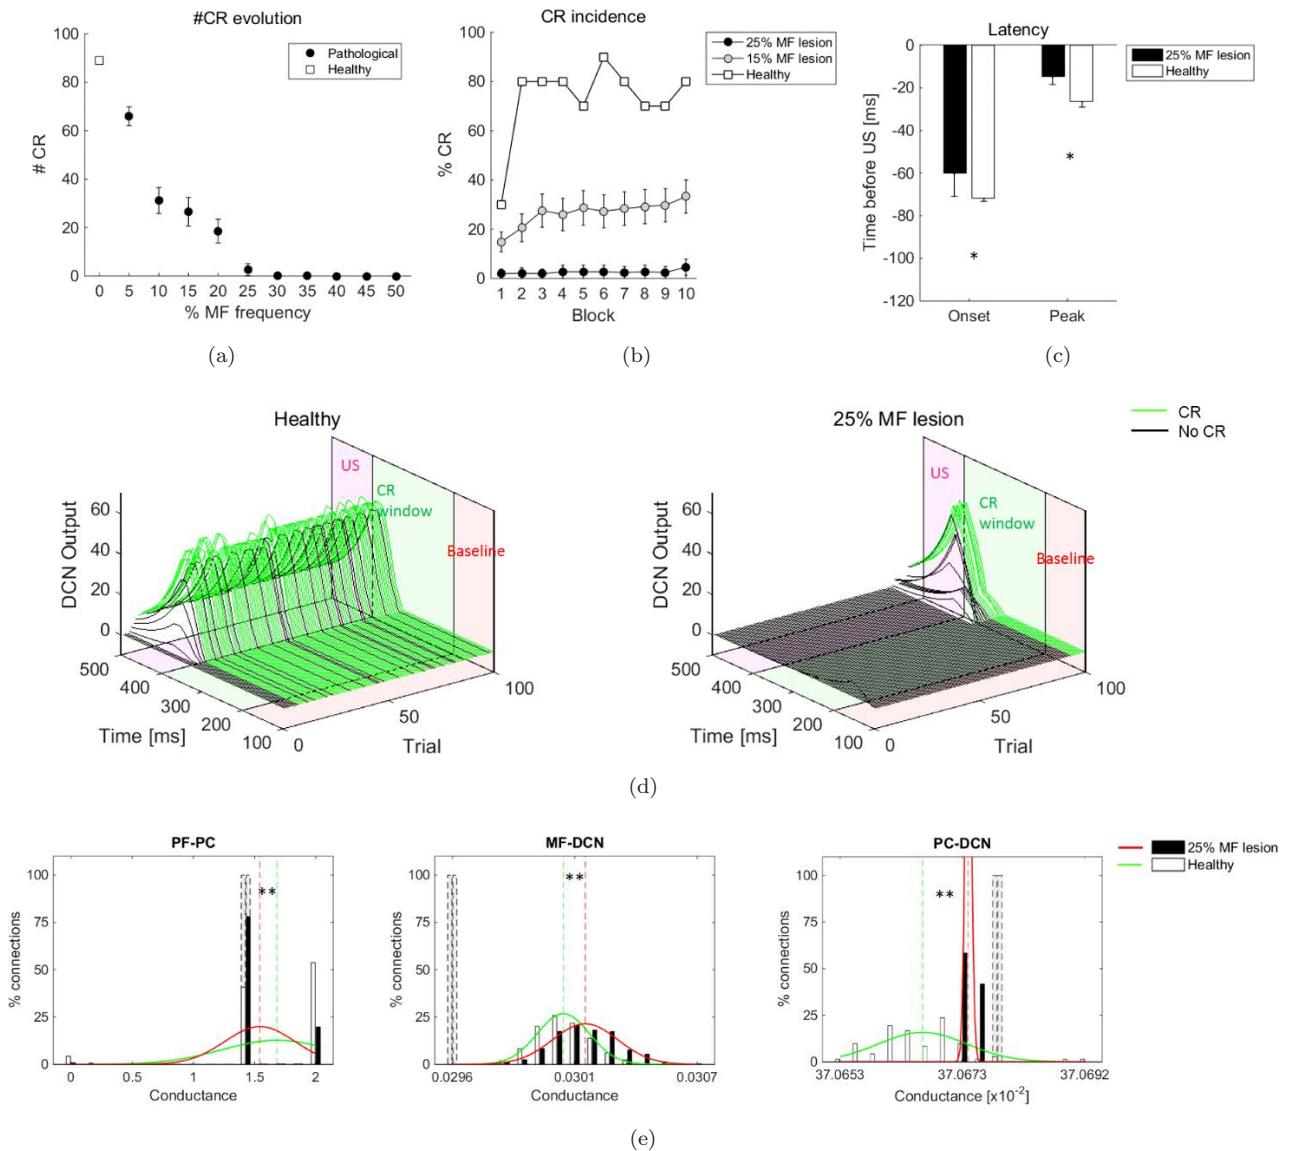 #CR evolution
100
80
60
40
20
0
# CR
0 5 10 15 20 25 30 35 40 45 50
% MF frequency
Pathological
Healthy
(a)
CR incidence
100
80
60
40
20
0
% CR
1 2 3 4 5 6 7 8 9 10
Block
25% MF lesion
15% MF lesion
Healthy
(b)
Latency
0
-20
-40
-60
-80
-100
-120
Time before US [ms]
* *
Onset Peak
25% MF lesion
Healthy
(c)
Healthy
US
CR
window
Baseline
DCN Output
60
40
20
0
500
400
300
200
100
Time [ms]
0
50
100
Trial
25% MF lesion
US
CR
window
Baseline
DCN Output
60
40
20
0
500
400
300
200
100
Time [ms]
0
50
100
Trial
CR
No CR
(d)
PF-PC
100
75
50
25
0
% connections
**
0 0.5 1 1.5 2
Conductance
MF-DCN
100
75
50
25
0
% connections
**
0.0296 0.0301 0.0307
Conductance
PC-DCN
100
75
50
25
0
% connections
**
37.0653 37.0673 37.0692
Conductance [x10⁻²]
25% MF lesion
Healthy
(e)